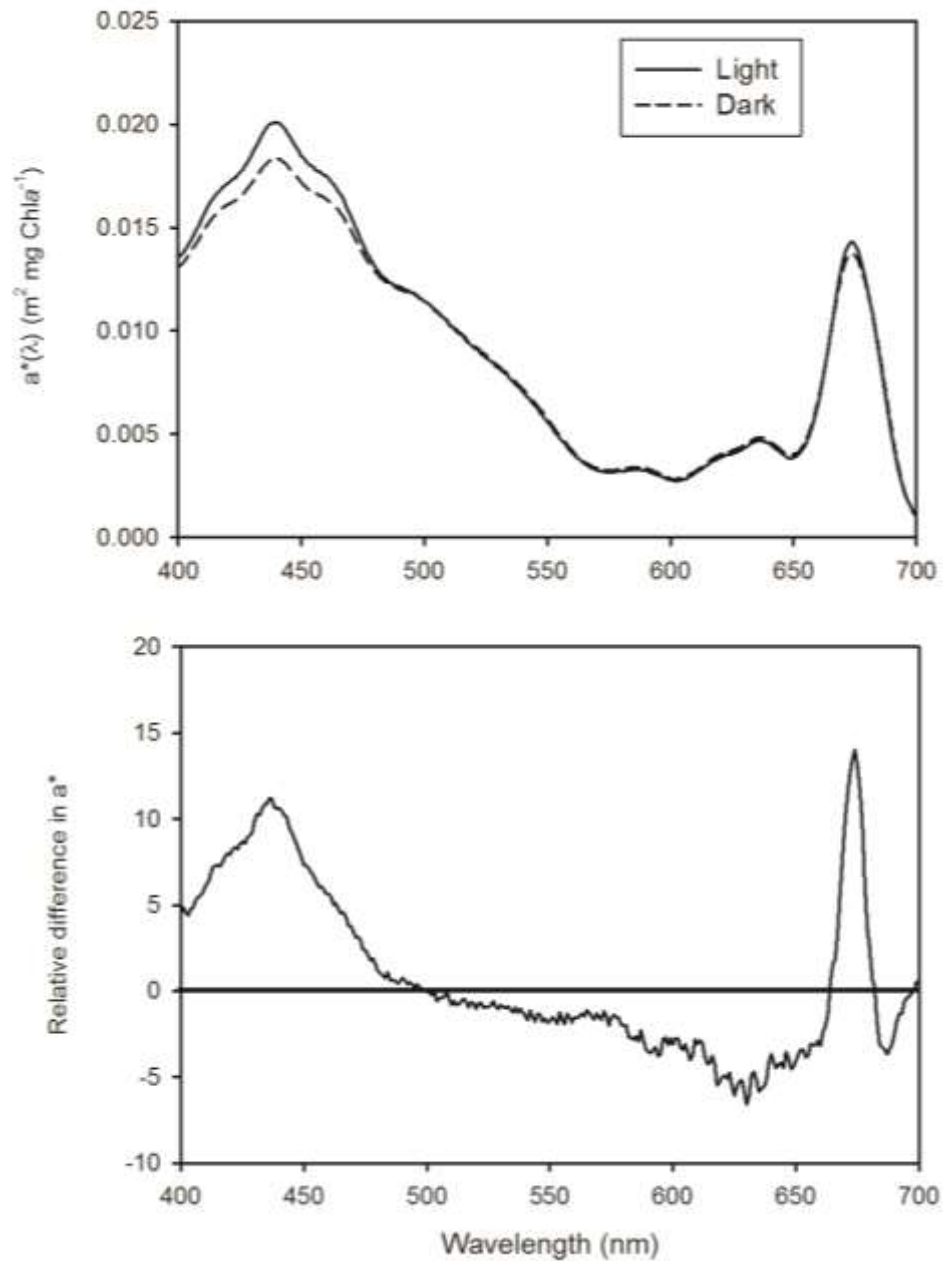 0.025
0.020
0.015
0.010
0.005
0.000
a*(λ) (m² mg Chla⁻¹)
Light
Dark
400 450 500 550 600 650 700
20
15
10
5
0
-5
-10
Relative difference in a*
400 450 500 550 600 650 700
Wavelength (nm)